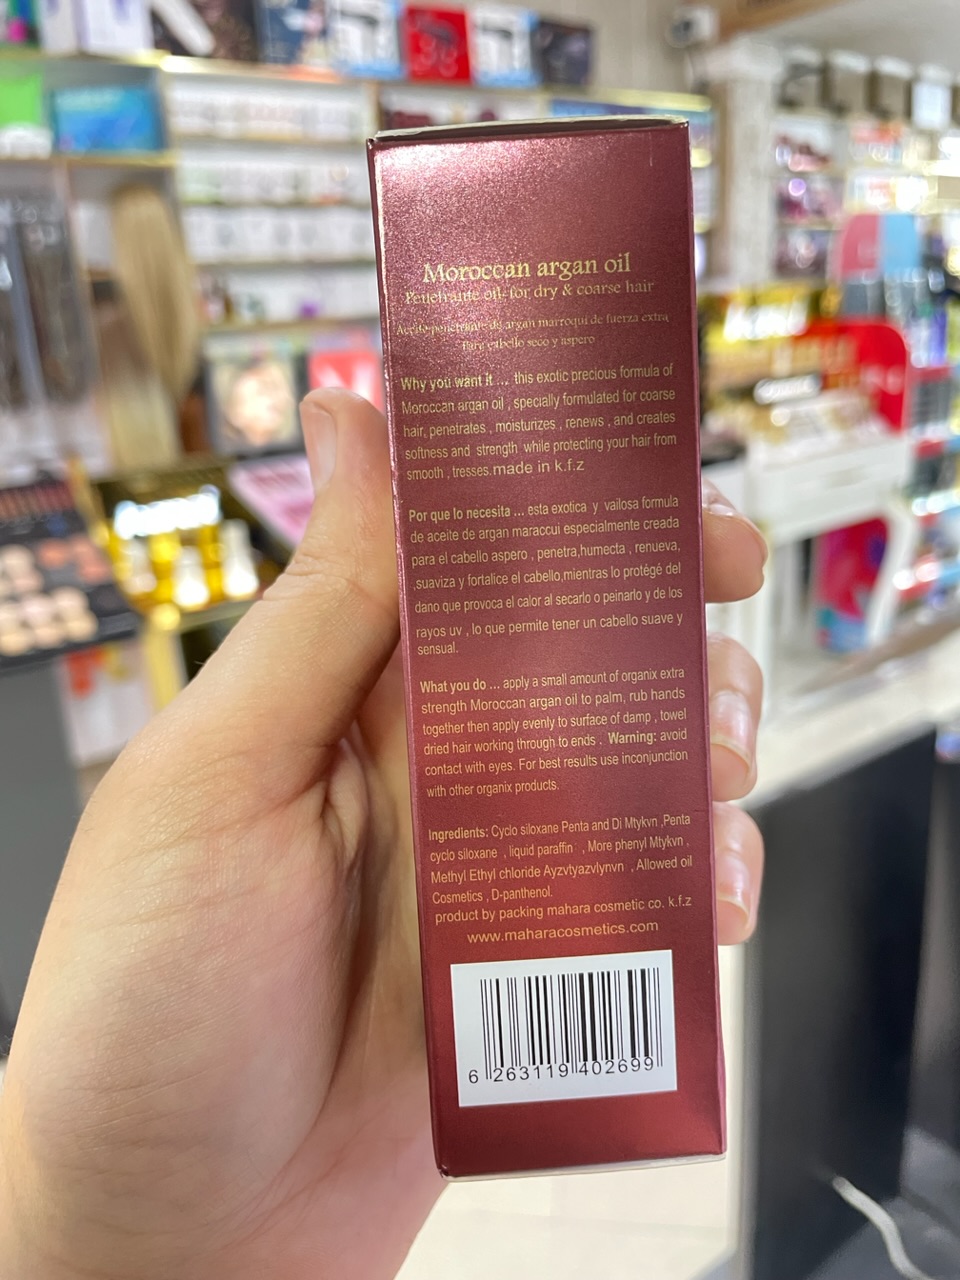 Moroccan argan oil
Penetrante oil-for dry & coarse hair
Aceite penetrante de argan marroqui de fuerza extra
Para cabello seco y aspero
Why you want it ... this exotic precious formula of
Moroccan argan oil , specially formulated for coarse
hair, penetrates , moisturizes , renews , and creates
softness and strength while protecting your hair from
smooth , tresses.made in k.f.z
Por que lo necesita ... esta exotica y vailosa formula
de aceite de argan maraccui especialmente creada
para el cabello aspero , penetra,humecta , renueva,
,suaviza y fortalice el cabello,mientras lo protégé del
dano que provoca el calor al secarlo o peinarlo y de los
rayos uv , lo que permite tener un cabello suave y
sensual.
What you do ... apply a small amount of organix extra
strength Moroccan argan oil to palm, rub hands
together then apply evenly to surface of damp , towel
dried hair working through to ends . Warning: avoid
contact with eyes. For best results use inconjunction
with other organix products.
Ingredients: Cyclo siloxane Penta and Di Mtykvn ,Penta
cyclo siloxane , liquid paraffin , More phenyl Mtykvn ,
Methyl Ethyl chloride Ayzvtyazvlynvn , Allowed oil
Cosmetics , D-panthenol.
product by packing mahara cosmetic co. k.f.z
www.maharacosmetics.com
6 263119 402699